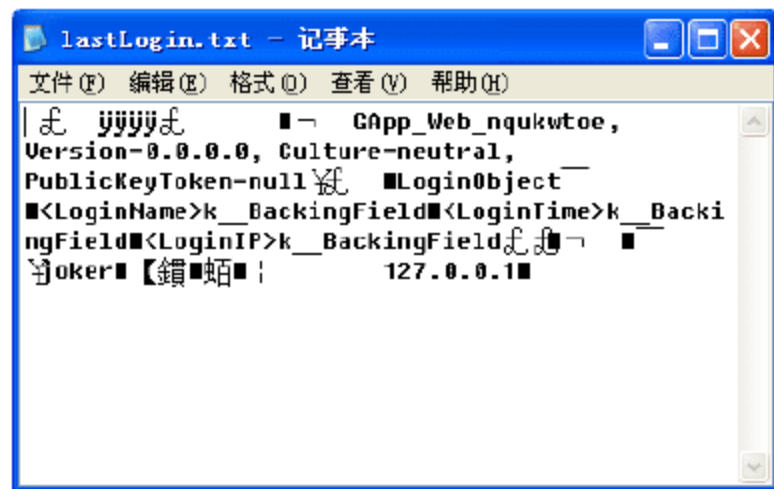 lastLogin.txt - 记事本
文件(F) 编辑(E) 格式(O) 查看(V) 帮助(H)
£ ÿÿÿÿ£ ■¬ GApp_Web_nqukwtoe,
Version=0.0.0.0, Culture=neutral,
PublicKeyToken=null¥£ ■LoginObject¯
■<LoginName>k__BackingField■<LoginTime>k__Backi
ngField■<LoginIP>k__BackingField£ £■¬ ■¯
joker■【鎖■蛨■¦ 127.0.0.1■